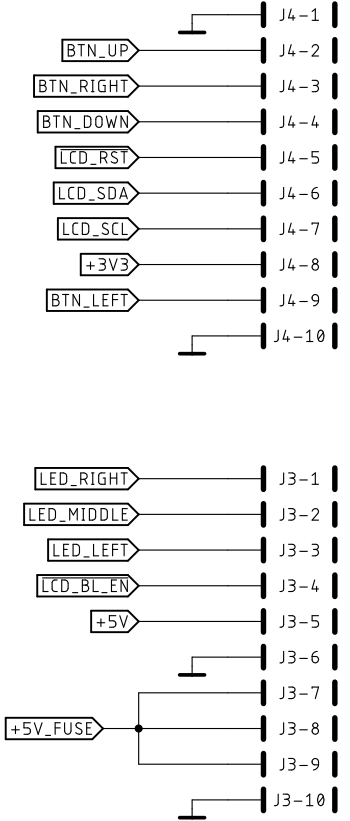 J4-1
BTN_UP J4-2
BTN_RIGHT J4-3
BTN_DOWN J4-4
LCD_RST J4-5
LCD_SDA J4-6
LCD_SCL J4-7
+3V3 J4-8
BTN_LEFT J4-9
J4-10
LED_RIGHT J3-1
LED_MIDDLE J3-2
LED_LEFT J3-3
LCD_BL_EN J3-4
+5V J3-5
J3-6
J3-7
+5V_FUSE J3-8
J3-9
J3-10